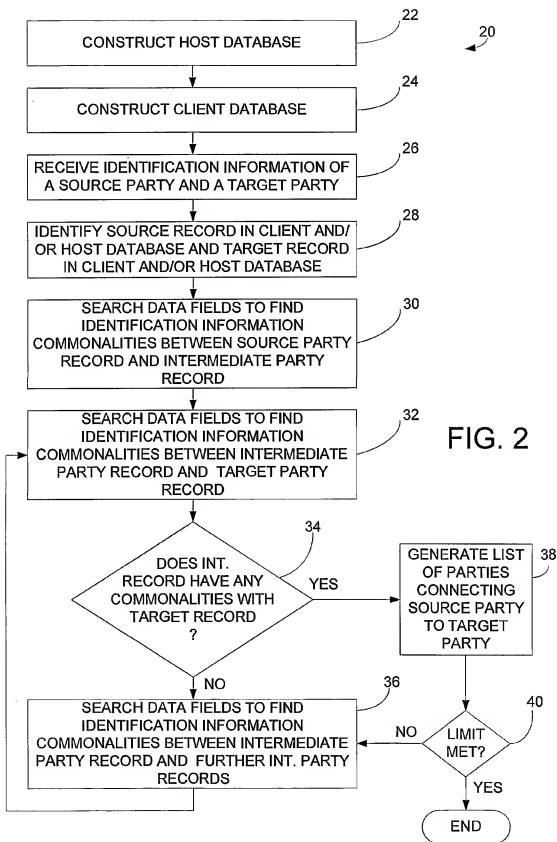 22
20
CONSTRUCT HOST DATABASE
24
CONSTRUCT CLIENT DATABASE
26
RECEIVE IDENTIFICATION INFORMATION OF
A SOURCE PARTY AND A TARGET PARTY
28
IDENTIFY SOURCE RECORD IN CLIENT AND/
OR HOST DATABASE AND TARGET RECORD
IN CLIENT AND/OR HOST DATABASE
30
SEARCH DATA FIELDS TO FIND
IDENTIFICATION INFORMATION
COMMONALITIES BETWEEN SOURCE PARTY
RECORD AND INTERMEDIATE PARTY
RECORD
32
SEARCH DATA FIELDS TO FIND
IDENTIFICATION INFORMATION
COMMONALITIES BETWEEN INTERMEDIATE
PARTY RECORD AND TARGET PARTY
RECORD
FIG. 2
34
DOES INT.
RECORD HAVE ANY
COMMONALITIES WITH
TARGET RECORD
?
YES
NO
38
GENERATE LIST
OF PARTIES
CONNECTING
SOURCE PARTY
TO TARGET
PARTY
36
SEARCH DATA FIELDS TO FIND
IDENTIFICATION INFORMATION
COMMONALITIES BETWEEN INTERMEDIATE
PARTY RECORD AND FURTHER INT. PARTY
RECORDS
40
LIMIT
MET?
NO
YES
END